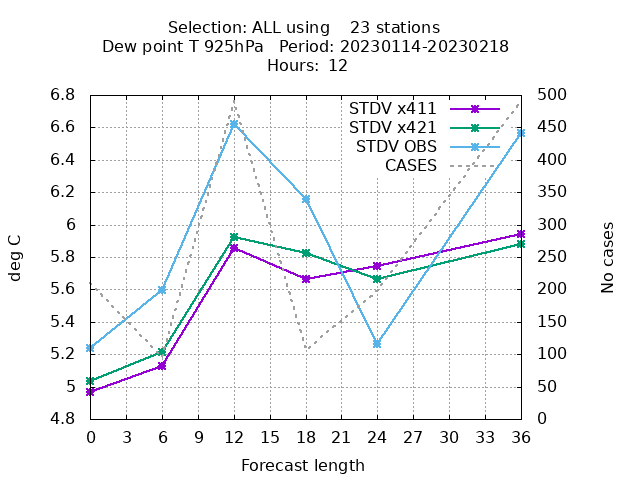 Selection: ALL using    23 stations
Dew point T 925hPa   Period: 20230114-20230218
Hours: 12
STDV x411
STDV x421
STDV OBS
CASES
deg C
6.8
6.6
6.4
6.2
6
5.8
5.6
5.4
5.2
5
4.8
500
450
400
350
300
250
200
150
100
50
0
No cases
0 3 6 9 12 15 18 21 24 27 30 33 36
Forecast length